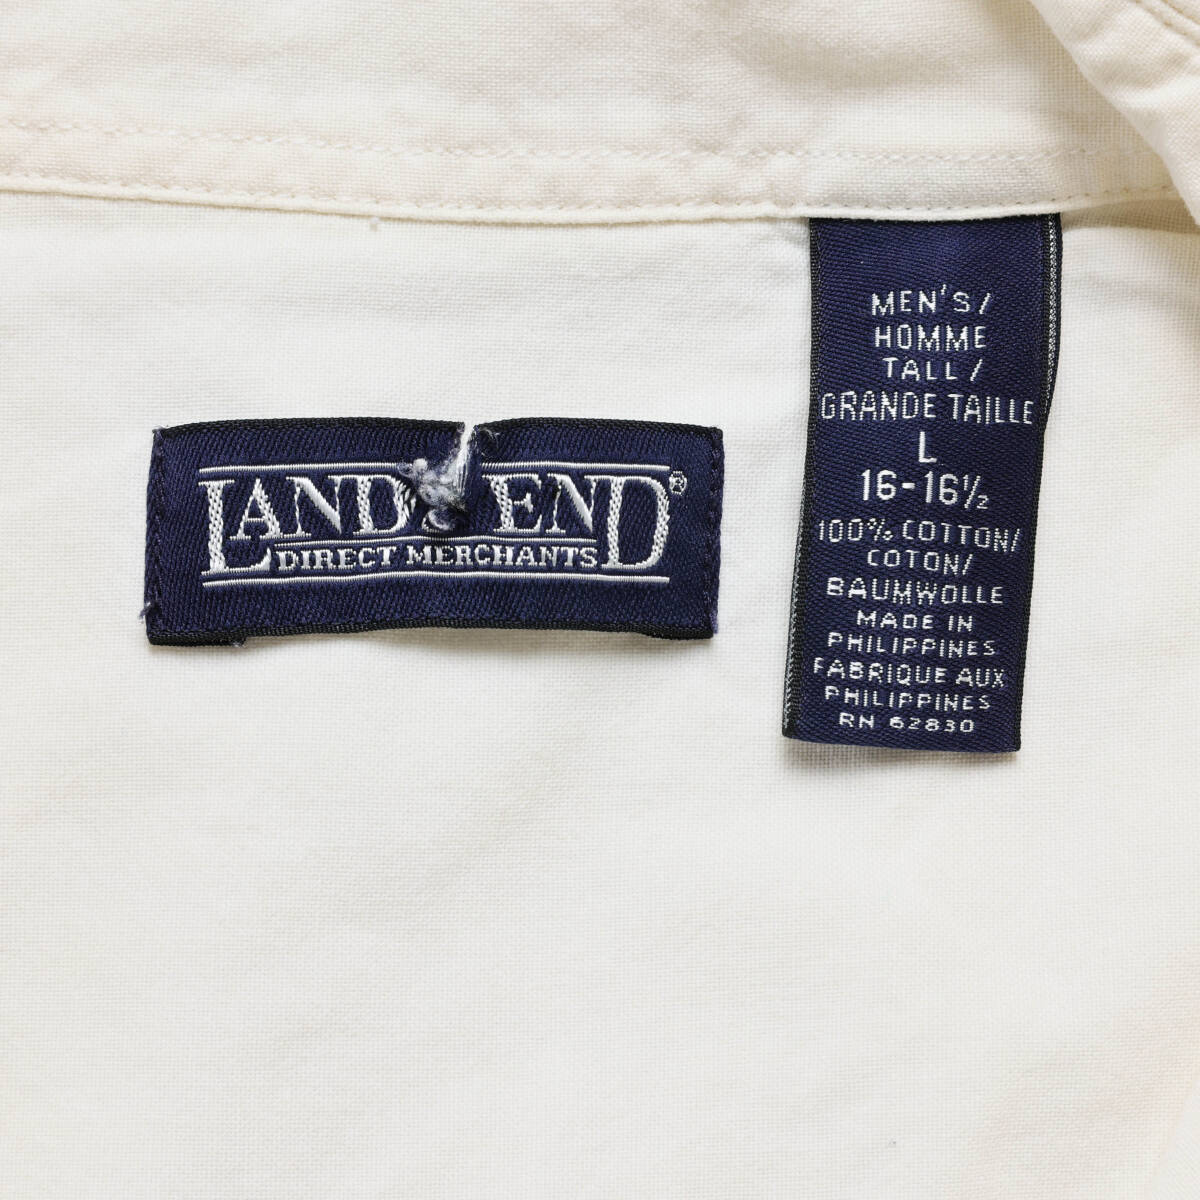 LANDS' END®
DIRECT MERCHANTS
MEN'S/
HOMME
TALL/
GRANDE TAILLE
L
16-16½
100% COTTON/
COTON/
BAUMWOLLE
MADE IN
PHILIPPINES
FABRIQUE AUX
PHILIPPINES
RN 62830